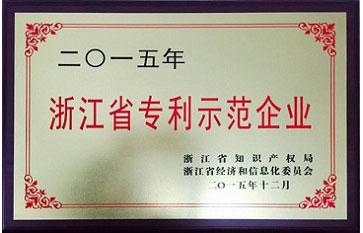 二〇一五年
浙江省专利示范企业
浙江省知识产权局
浙江省经济和信息化委员会
二〇一五年十二月